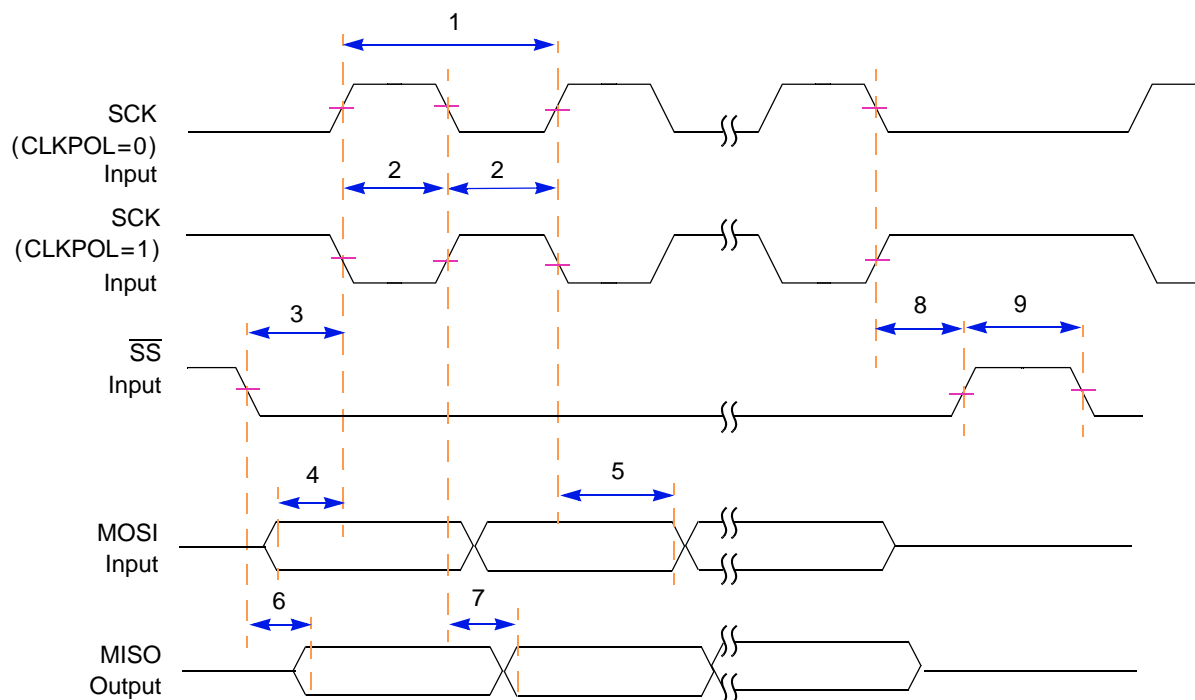 1
SCK
(CLKPOL=0)
Input
2
2
SCK
(CLKPOL=1)
Input
3
8
9
SS
Input
4
5
MOSI
Input
6
7
MISO
Output